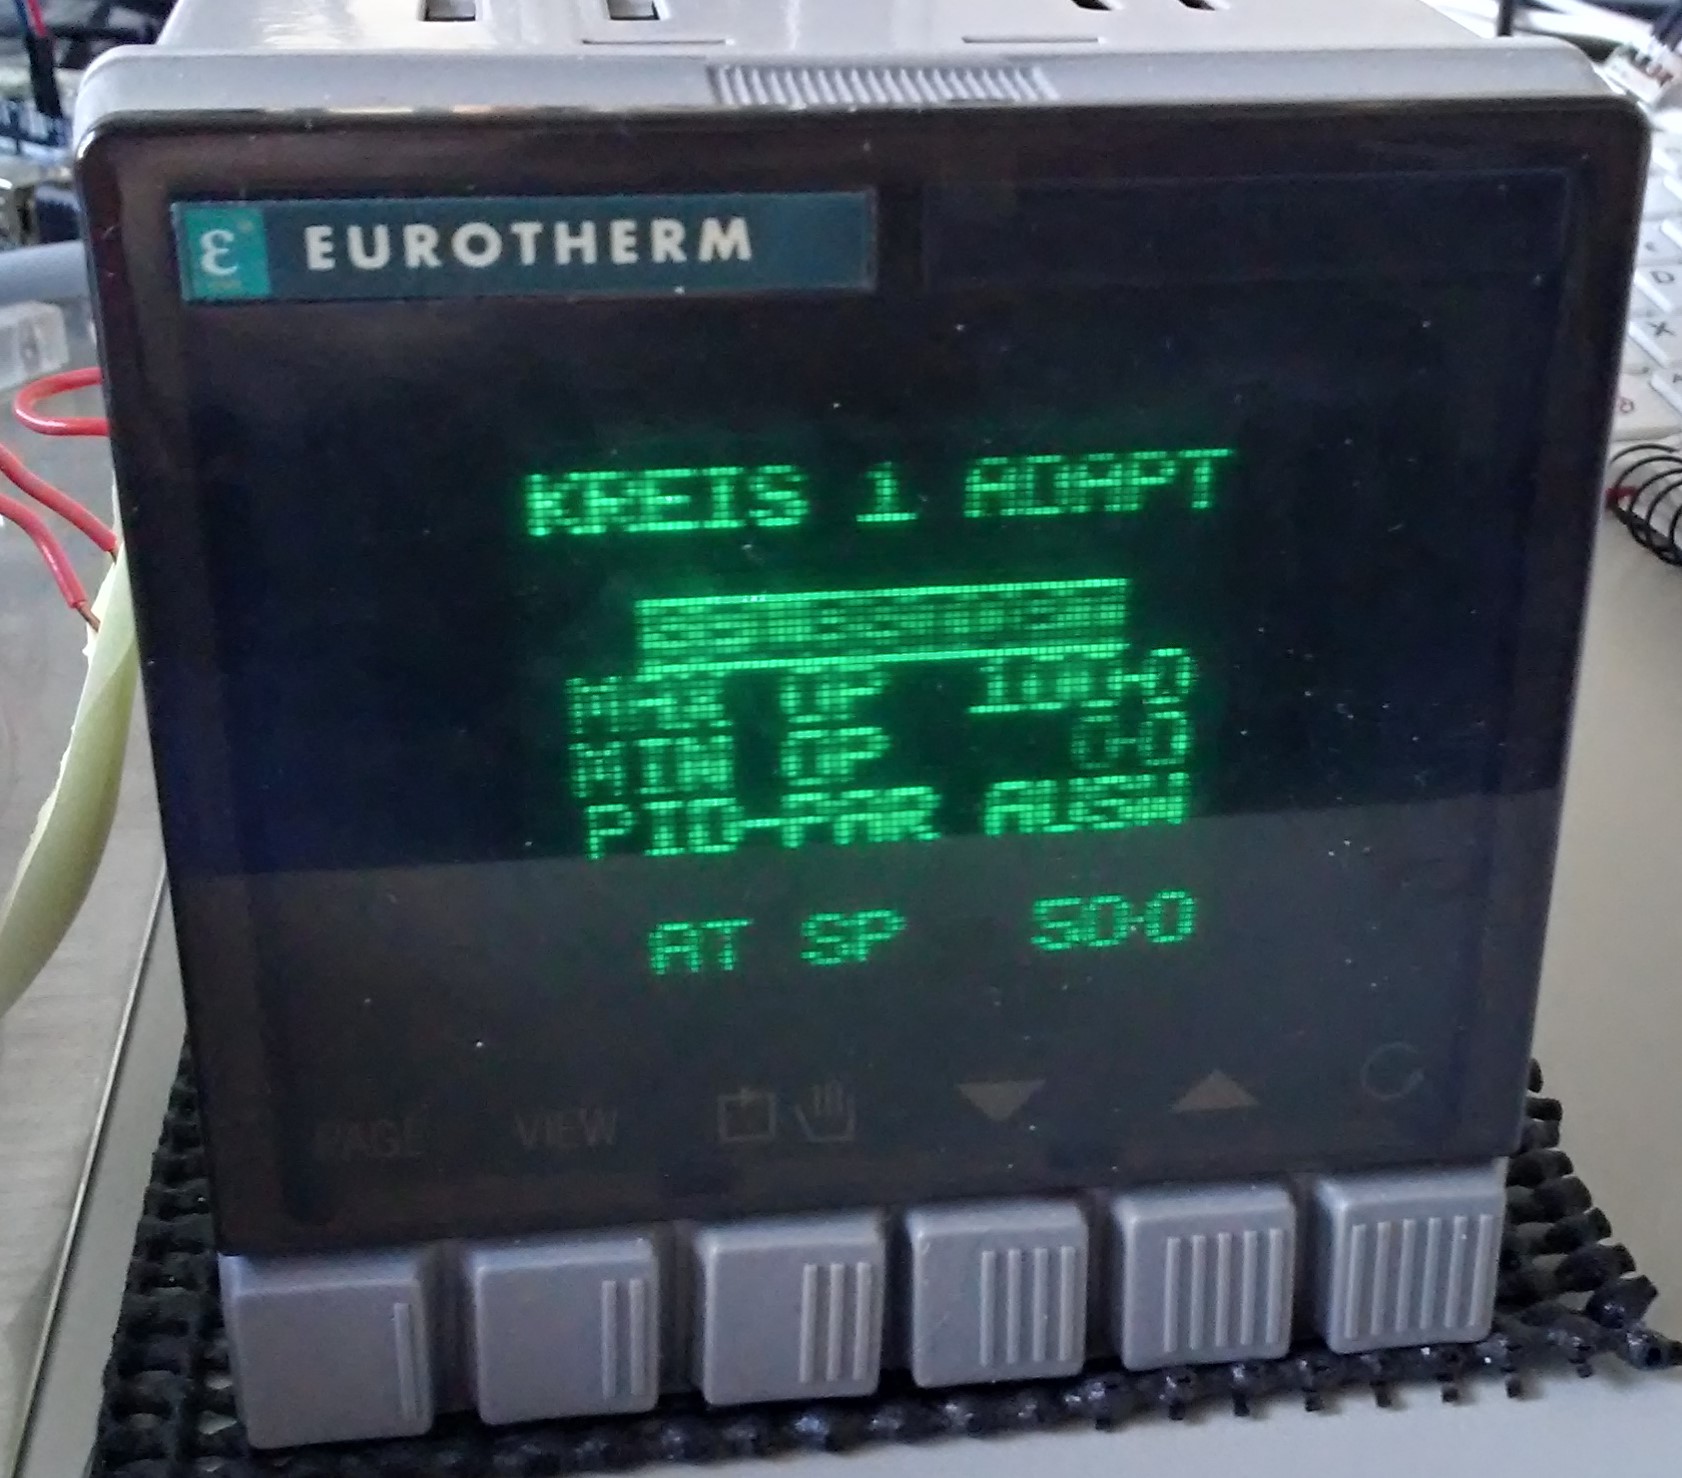 EUROTHERM
KREIS 1 ADAPT
MAX OP 100.0
MIN OP 0.0
PID-PAR AUSW
AT SP 50.0
PAGE VIEW